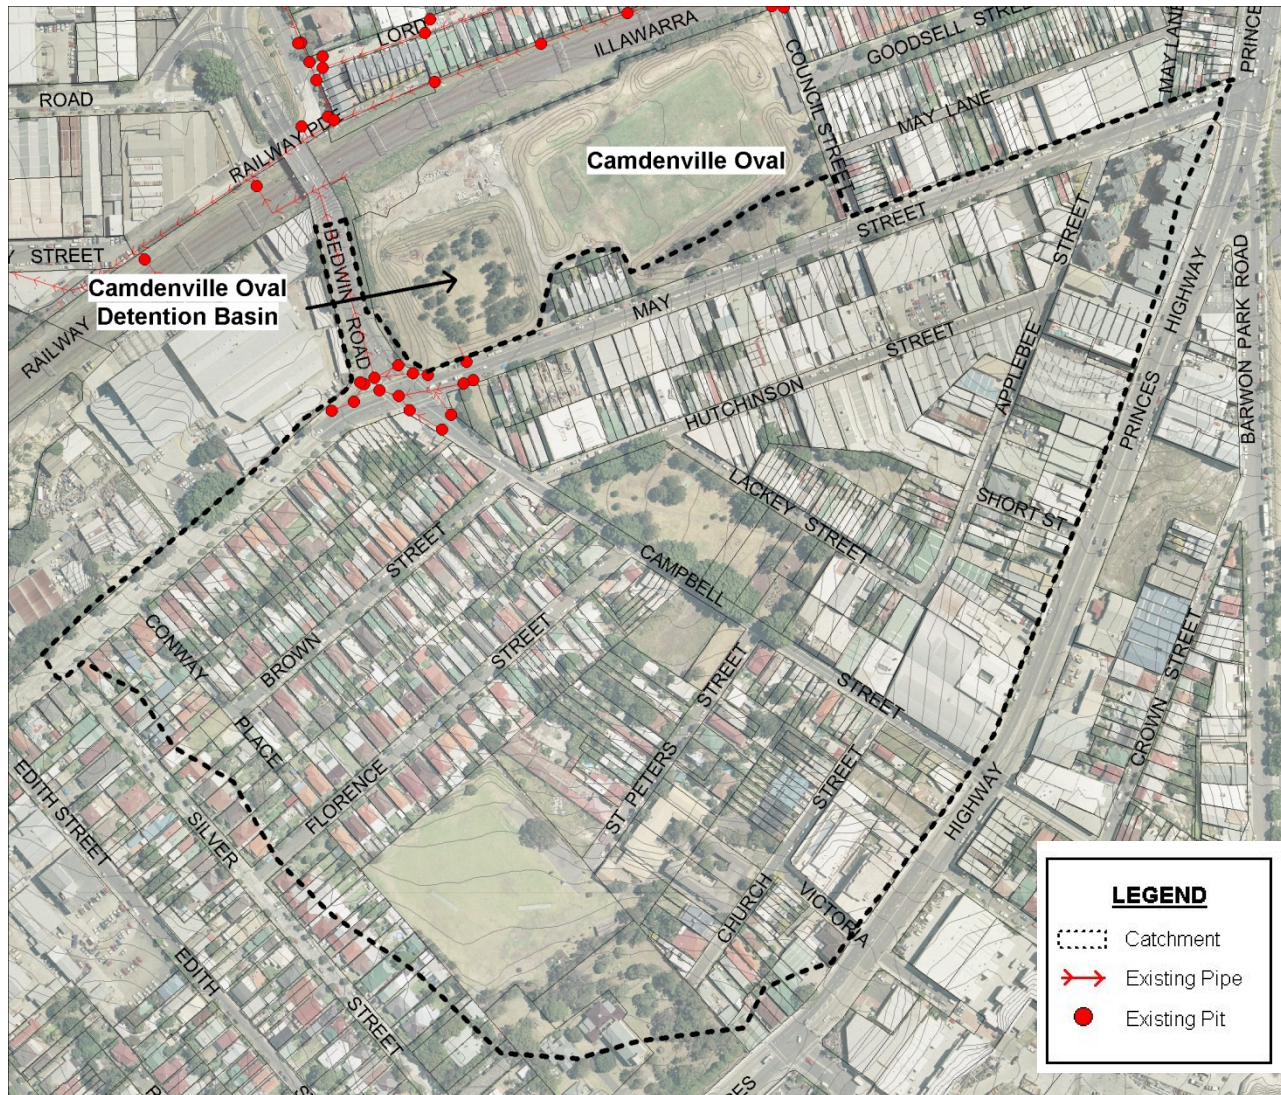 LORD
ILLAWARRA
GOODSELL STREET
MAY LANE
PRINCE
ROAD
RAILWAY PDE
COUNCIL STREET
MAY LANE
Camdenville Oval
STREET
STREET
STREET
BEDWIN ROAD
Camdenville Oval
Detention Basin
RAILWAY
MAY
STREET
HIGHWAY
BARWON PARK ROAD
HUTCHINSON
APPLEBEE
PRINCES
LACKEY STREET
SHORT ST
STREET
CAMPBELL
CONWAY
BROWN
STREET
STREET
STREET
CROWN STREET
PLACE
EDITH STREET
FLORENCE
ST PETERS
STREET
SILVER
HIGHWAY
VICTORIA
CHURCH
EDITH
STREET
LEGEND
Catchment
Existing Pipe
Existing Pit